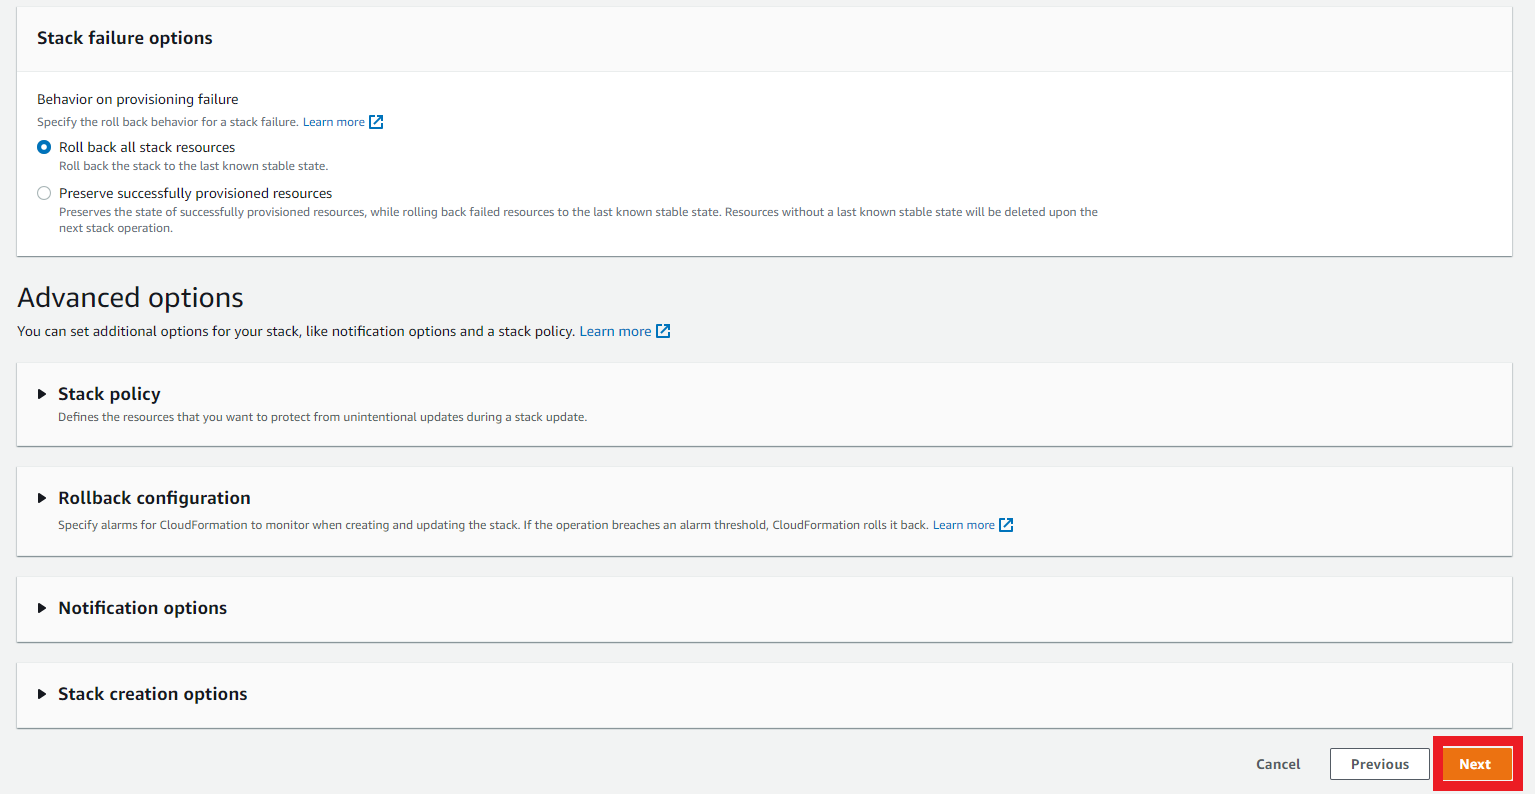 Stack failure options
Behavior on provisioning failure
Specify the roll back behavior for a stack failure. Learn more
Roll back all stack resources
Roll back the stack to the last known stable state.
Preserve successfully provisioned resources
Preserves the state of successfully provisioned resources, while rolling back failed resources to the last known stable state. Resources without a last known stable state will be deleted upon the
next stack operation.
Advanced options
You can set additional options for your stack, like notification options and a stack policy. Learn more
Stack policy
Defines the resources that you want to protect from unintentional updates during a stack update.
Rollback configuration
Specify alarms for CloudFormation to monitor when creating and updating the stack. If the operation breaches an alarm threshold, CloudFormation rolls it back. Learn more
Notification options
Stack creation options
Cancel Previous Next